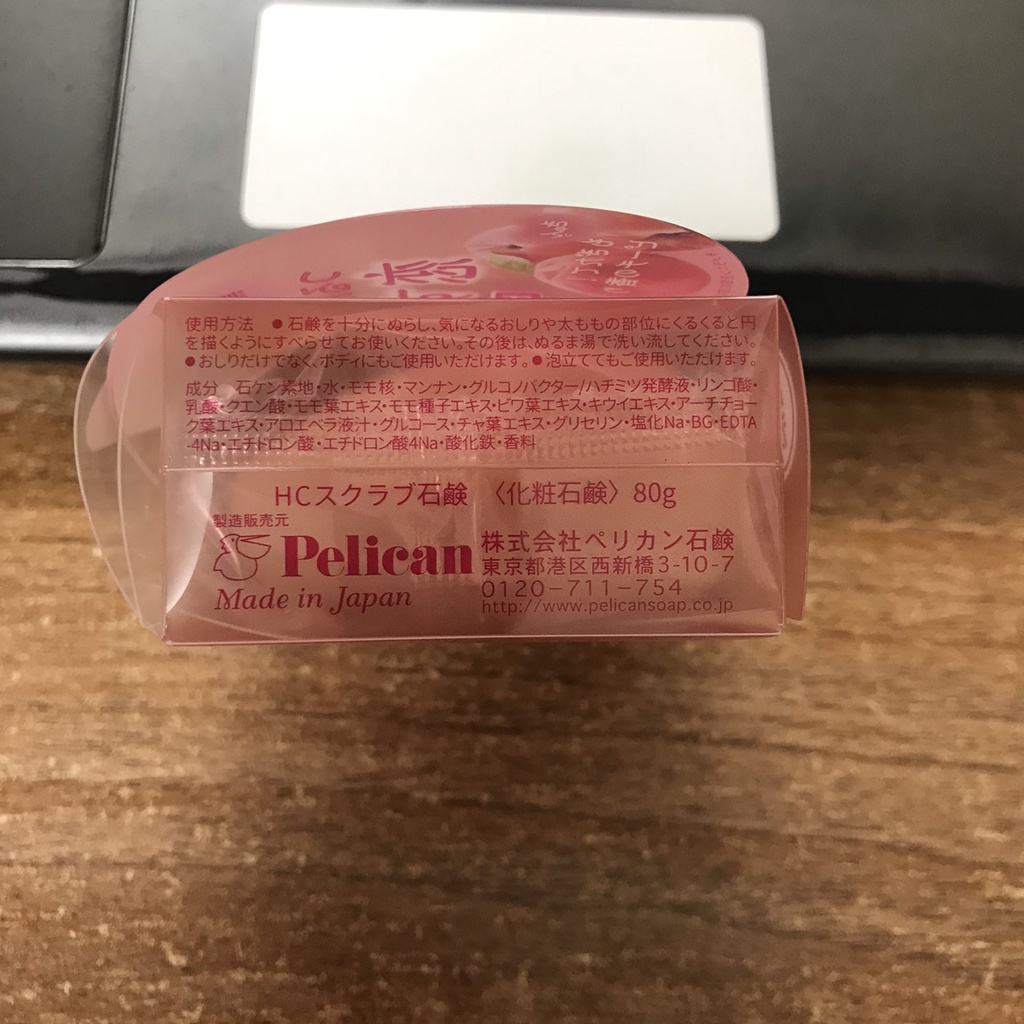 使用方法 ●石鹸を十分にぬらし、気になるおしりや太ももの部位にくるくると円
を描くようにすべらせてお使いください。その後は、ぬるま湯で洗い流してください。
●おしりだけでなく、ボディにもご使用いただけます。●泡立ててもご使用いただけます。
成分 石ケン素地・水・モモ核・マンナン・グルコノバクター/ハチミツ発酵液・リンゴ酸・
乳酸・クエン酸・モモ葉エキス・モモ種子エキス・ビワ葉エキス・キウイエキス・アーチチョー
ク葉エキス・アロエベラ液汁・グルコース・チャ葉エキス・グリセリン・塩化Na・BG・EDTA
-4Na・エチドロン酸・エチドロン酸4Na・酸化鉄・香料
HCスクラブ石鹸 〈化粧石鹸〉80g
製造販売元
Pelican 株式会社ペリカン石鹸
東京都港区西新橋3-10-7
Made in Japan 0120-711-754
http://www.pelicansoap.co.jp